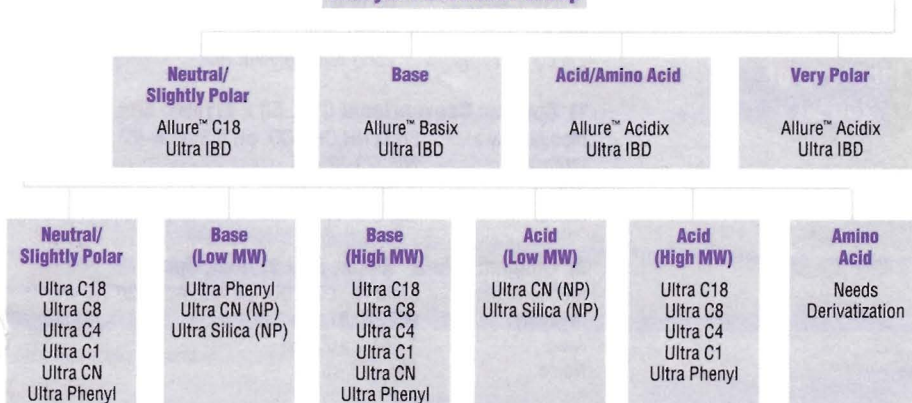 Neutral/
Slightly Polar
Allure™ C18
Ultra IBD
Base
Allure™ Basix
Ultra IBD
Acid/Amino Acid
Allure™ Acidix
Ultra IBD
Very Polar
Allure™ Acidix
Ultra IBD
Neutral/
Slightly Polar
Ultra C18
Ultra C8
Ultra C4
Ultra C1
Ultra CN
Ultra Phenyl
Base
(Low MW)
Ultra Phenyl
Ultra CN (NP)
Ultra Silica (NP)
Base
(High MW)
Ultra C18
Ultra C8
Ultra C4
Ultra C1
Ultra CN
Ultra Phenyl
Acid
(Low MW)
Ultra CN (NP)
Ultra Silica (NP)
Acid
(High MW)
Ultra C18
Ultra C8
Ultra C4
Ultra C1
Ultra Phenyl
Amino
Acid
Needs
Derivatization